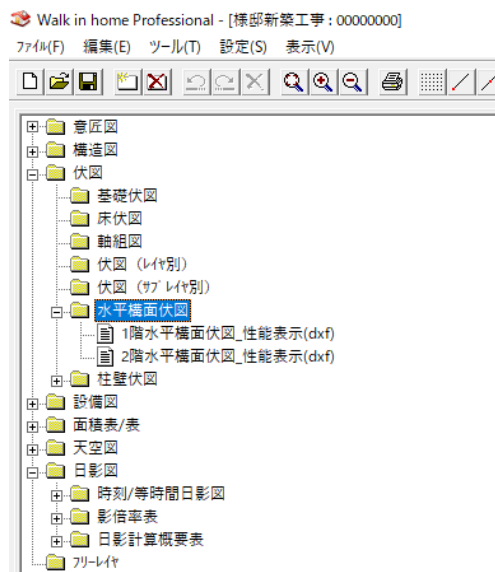 Walk in home Professional - [様邸新築工事 : 00000000]
ﾌｧｲﾙ(F) 編集(E) ツール(T) 設定(S) 表示(V)
意匠図
構造図
伏図
基礎伏図
床伏図
軸組図
伏図（ﾚｲﾔ別）
伏図（ｻﾌﾞﾚｲﾔ別）
水平構面伏図
1階水平構面伏図_性能表示(dxf)
2階水平構面伏図_性能表示(dxf)
柱壁伏図
設備図
面積表/表
天空図
日影図
時刻/等時間日影図
影倍率表
日影計算概要表
ﾌﾘｰﾚｲﾔ